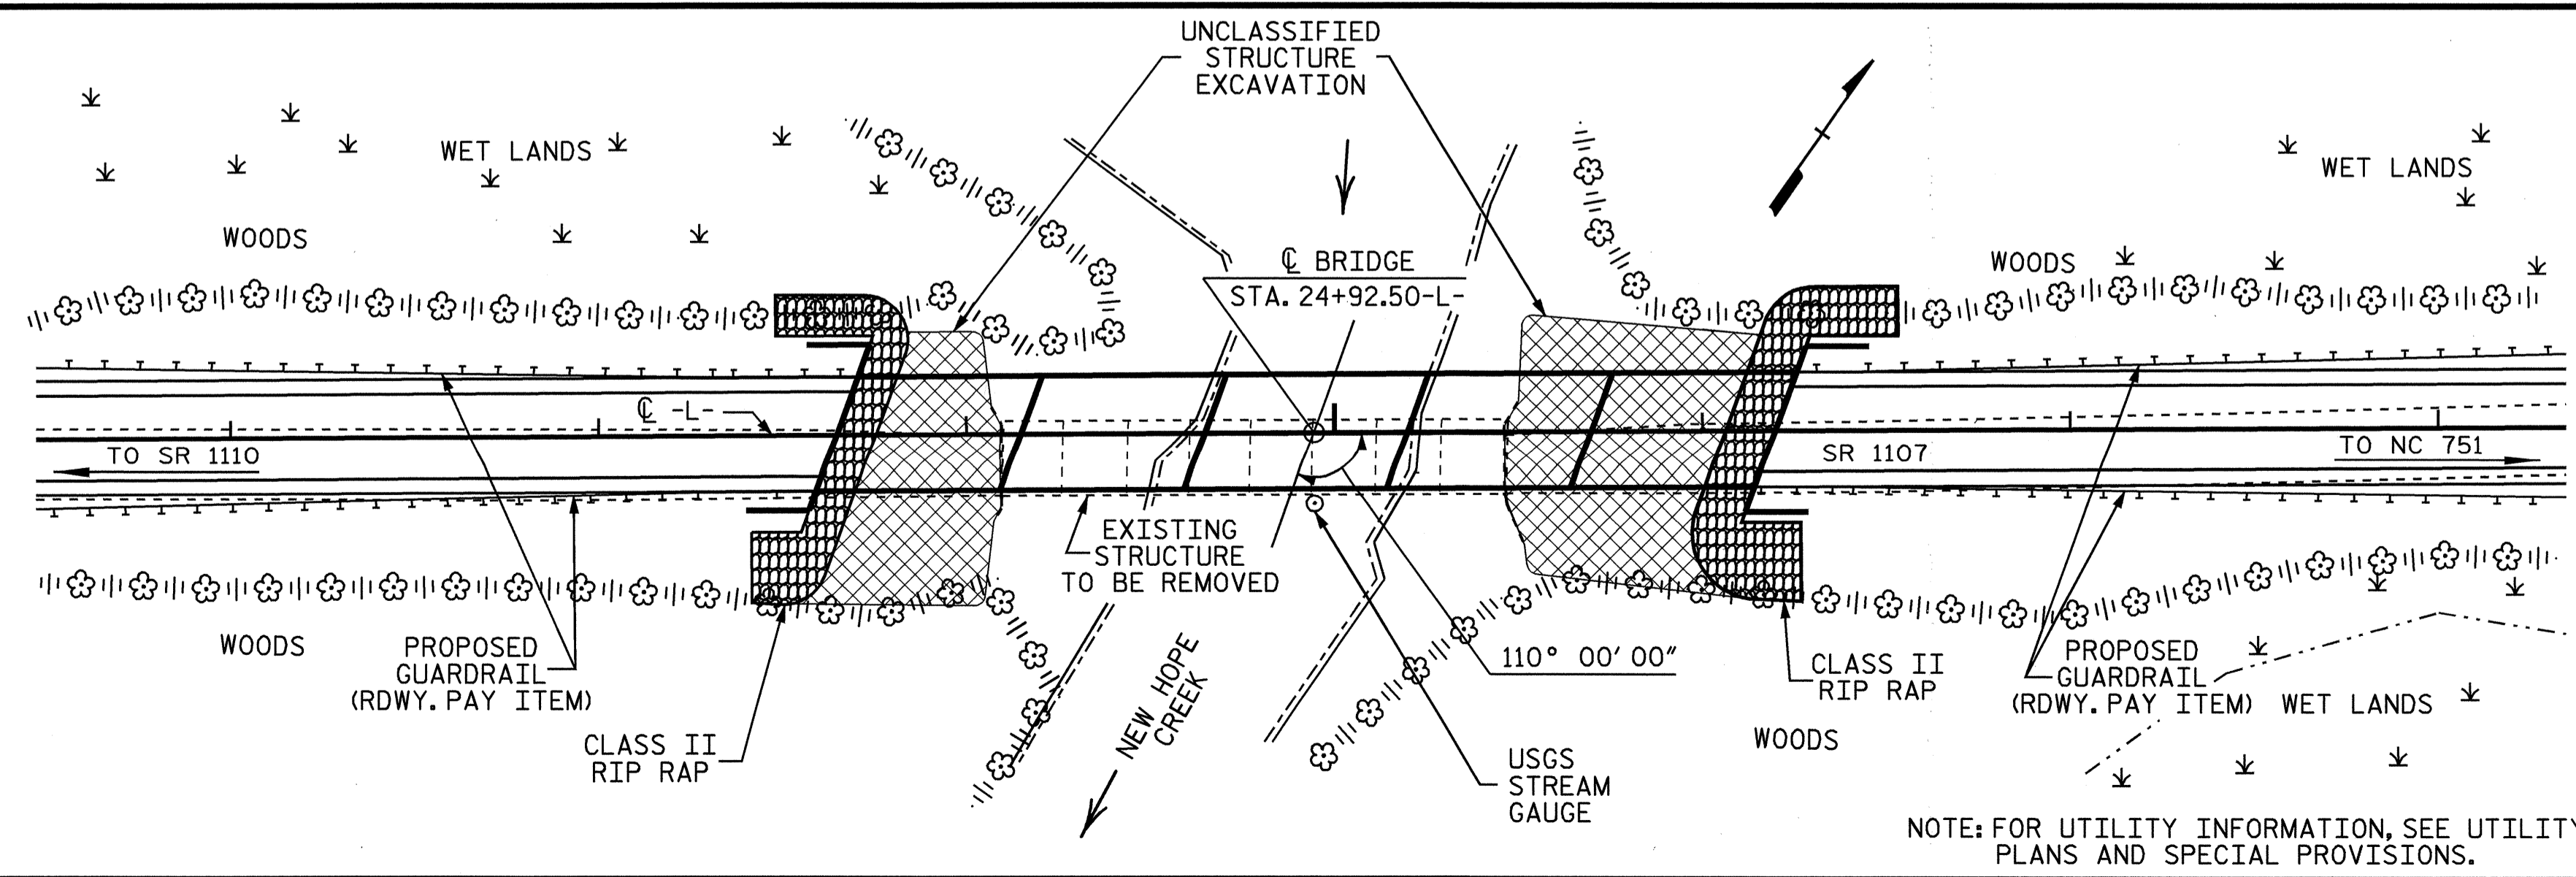 UNCLASSIFIED
STRUCTURE
EXCAVATION
WET LANDS
WET LANDS
WOODS
WOODS
℄ BRIDGE
STA. 24+92.50-L-
℄ -L-
TO SR 1110
SR 1107
TO NC 751
EXISTING
STRUCTURE
TO BE REMOVED
WOODS
PROPOSED
GUARDRAIL
(RDWY. PAY ITEM)
110° 00' 00"
CLASS II
RIP RAP
PROPOSED
GUARDRAIL
(RDWY. PAY ITEM)
WET LANDS
NEW HOPE
CREEK
CLASS II
RIP RAP
WOODS
USGS
STREAM
GAUGE
NOTE: FOR UTILITY INFORMATION, SEE UTILITY
PLANS AND SPECIAL PROVISIONS.